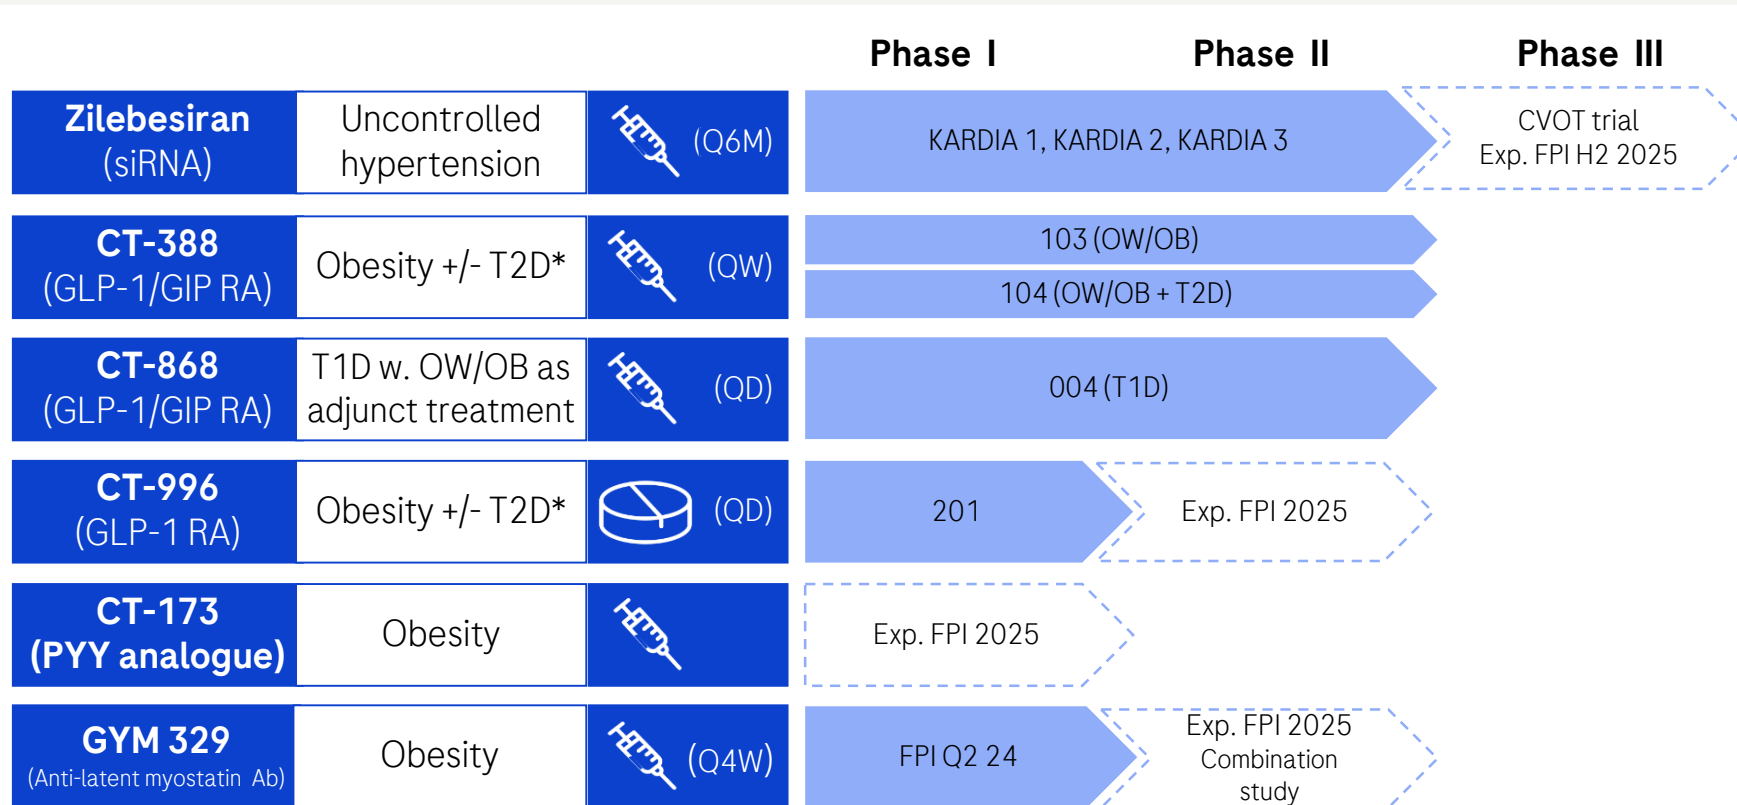 Phase I Phase II Phase III
Zilebesiran
(siRNA)
Uncontrolled
hypertension
(Q6M)
KARDIA 1, KARDIA 2, KARDIA 3
CVOT trial
Exp. FPI H2 2025
CT-388
(GLP-1/GIP RA)
Obesity +/- T2D*
(QW)
103 (OW/OB)
104 (OW/OB + T2D)
CT-868
(GLP-1/GIP RA)
T1D w. OW/OB as
adjunct treatment
(QD)
004 (T1D)
CT-996
(GLP-1 RA)
Obesity +/- T2D*
(QD)
201
Exp. FPI 2025
CT-173
(PYY analogue)
Obesity
Exp. FPI 2025
GYM 329
(Anti-latent myostatin Ab)
Obesity
(Q4W)
FPI Q2 24
Exp. FPI 2025
Combination
study